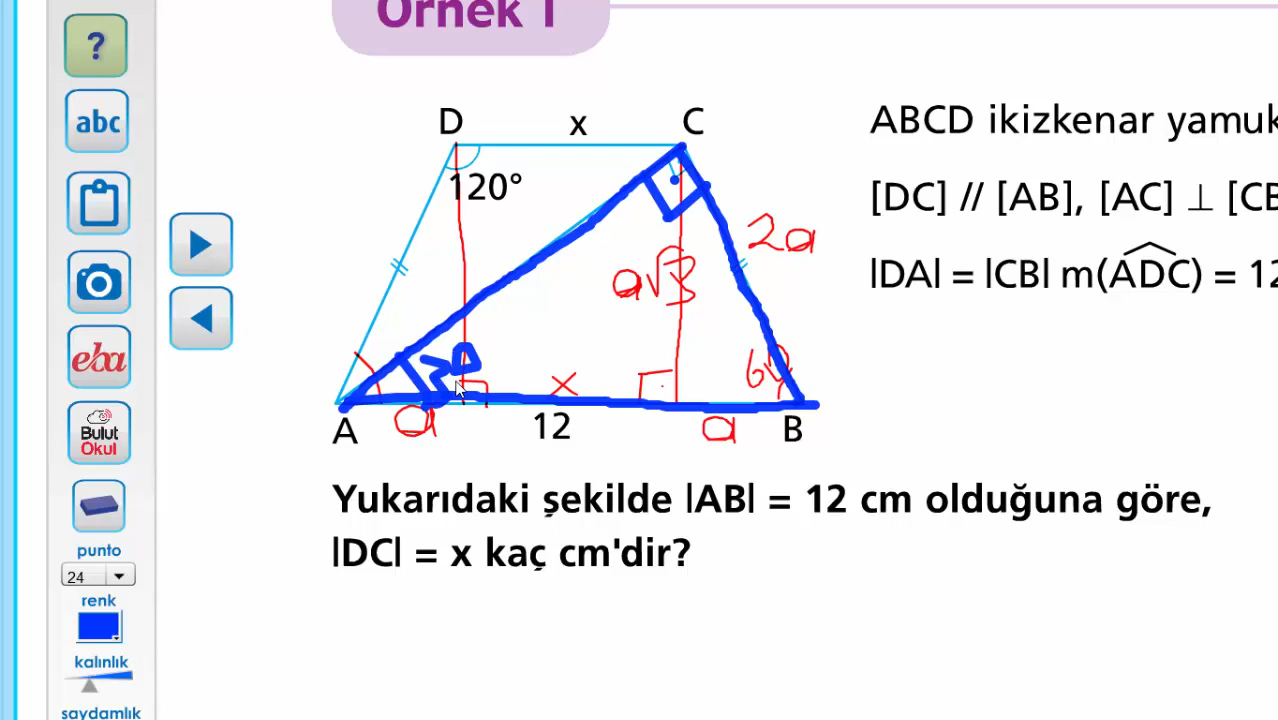 Örnek 1
?
abc
eba
Bulut
Okul
punto
24
renk
kalınlık
saydamlık
D
x
C
120°
2a
a√3
30
60
x
a
12
a
A
B
ABCD ikizkenar yamuk
[DC] // [AB], [AC] ⊥ [CB
|DA| = |CB| m(ADC) = 12
Yukarıdaki şekilde |AB| = 12 cm olduğuna göre,
|DC| = x kaç cm'dir?